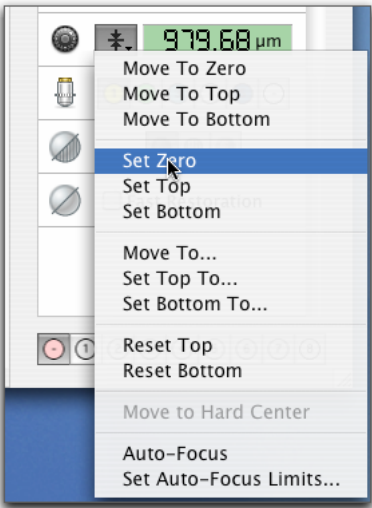 979.68 µm
Move To Zero
Move To Top
Move To Bottom
Set Zero
Set Top
Set Bottom
Move To...
Set Top To...
Set Bottom To...
Reset Top
Reset Bottom
Move to Hard Center
Auto-Focus
Set Auto-Focus Limits...
- 1